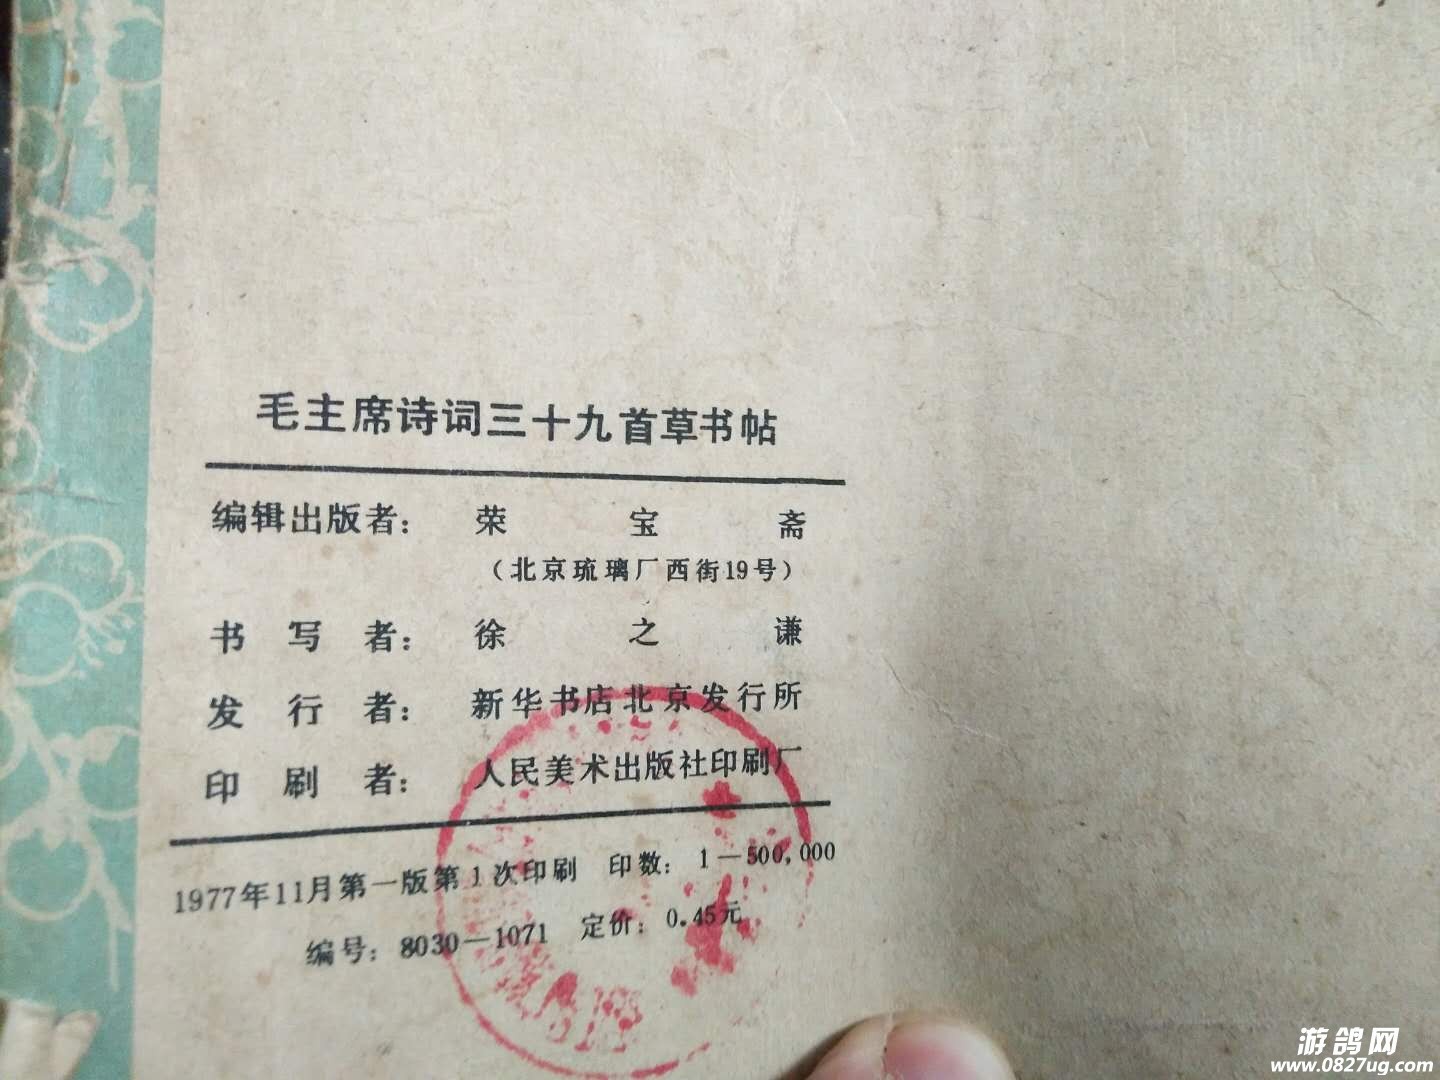 毛主席诗词三十九首草书帖
编辑出版者： 荣宝斋
（北京琉璃厂西街19号）
书写者： 徐之谦
发行者： 新华书店北京发行所
印刷者： 人民美术出版社印刷厂
1977年11月第一版第1次印刷 印数：1—500,000
编号：8030—1071 定价：0.45元
游鸽网
www.0827ug.com